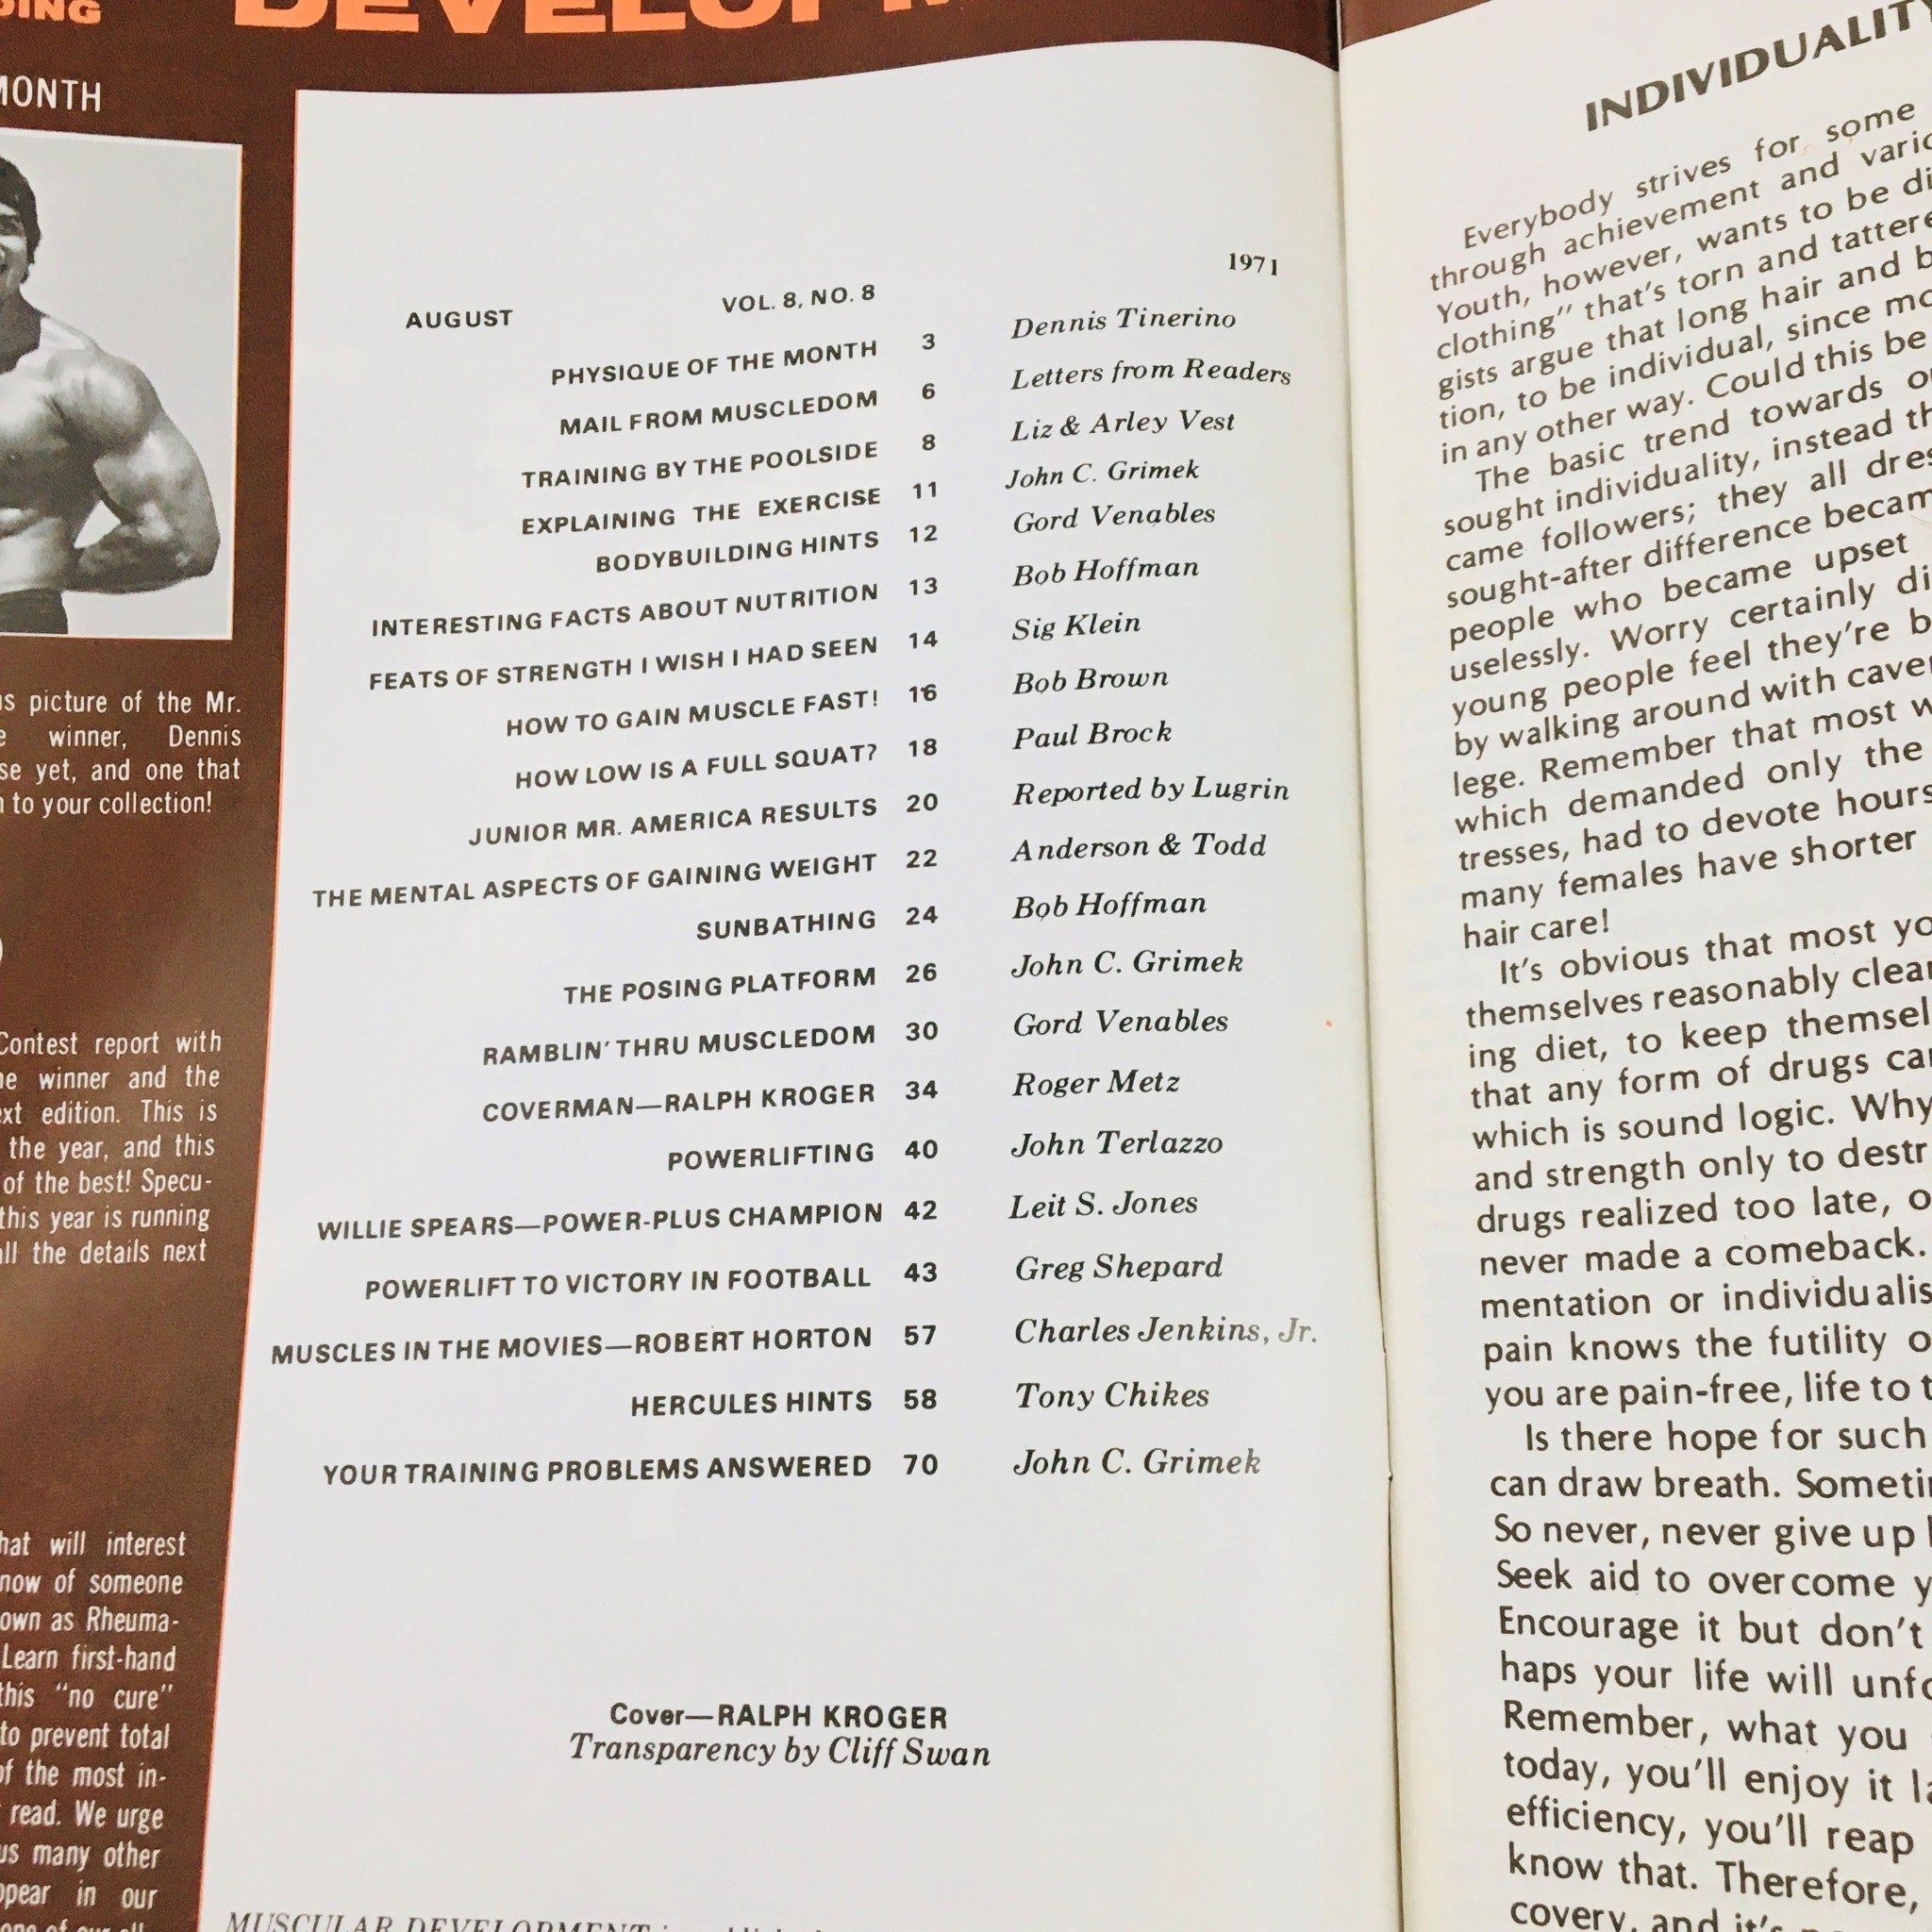 MONTH
s picture of the Mr.
winner, Dennis
se yet, and one that
to your collection!
Contest report with
winner and the
edition. This is
the year, and this
of the best! Specu-
this year is running
the details next
will interest
of someone
as Rheuma-
Learn first-hand
this "no cure"
to prevent total
of the most in-
read. We urge
many other
in our
AUGUST VOL. 8, NO. 8 1971
PHYSIQUE OF THE MONTH 3 Dennis Tinerino
MAIL FROM MUSCLEDOM 6 Letters from Readers
TRAINING BY THE POOLSIDE 8 Liz & Arley Vest
EXPLAINING THE EXERCISE 11 John C. Grimek
BODYBUILDING HINTS 12 Gord Venables
INTERESTING FACTS ABOUT NUTRITION 13 Bob Hoffman
FEATS OF STRENGTH I WISH I HAD SEEN 14 Sig Klein
HOW TO GAIN MUSCLE FAST! 16 Bob Brown
HOW LOW IS A FULL SQUAT? 18 Paul Brock
JUNIOR MR. AMERICA RESULTS 20 Reported by Lugrin
THE MENTAL ASPECTS OF GAINING WEIGHT 22 Anderson & Todd
SUNBATHING 24 Bob Hoffman
THE POSING PLATFORM 26 John C. Grimek
RAMBLIN' THRU MUSCLEDOM 30 Gord Venables
COVERMAN—RALPH KROGER 34 Roger Metz
POWERLIFTING 40 John Terlazzo
WILLIE SPEARS—POWER-PLUS CHAMPION 42 Leit S. Jones
POWERLIFT TO VICTORY IN FOOTBALL 43 Greg Shepard
MUSCLES IN THE MOVIES—ROBERT HORTON 57 Charles Jenkins, Jr.
HERCULES HINTS 58 Tony Chikes
YOUR TRAINING PROBLEMS ANSWERED 70 John C. Grimek
Cover—RALPH KROGER
Transparency by Cliff Swan
MUSCULAR DEVELOPMENT
INDIVIDUALITY
Everybody strives for some
through achievement and
Youth, however, wants to be
clothing" that's torn and
gists argue that long hair and
tion, to be individual, since
in any other way. Could this be
The basic trend towards
sought individuality, instead
came followers; they all
sought-after difference
people who became upset
uselessly. Worry certainly
young people feel they're
by walking around with
lege. Remember that most
which demanded only the
tresses, had to devote hours
many females have shorter
hair care!
It's obvious that most
themselves reasonably
ing diet, to keep
that any form of drugs
which is sound logic. Why
and strength only to
drugs realized too late,
never made a comeback.
mentation or
pain knows the futility
you are pain-free, life to
Is there hope for such
can draw breath.
So never, never give up
Seek aid to overcome
Encourage it but don't
haps your life will
Remember, what you
today, you'll enjoy it
efficiency, you'll reap
know that. Therefore,
covery, and it's